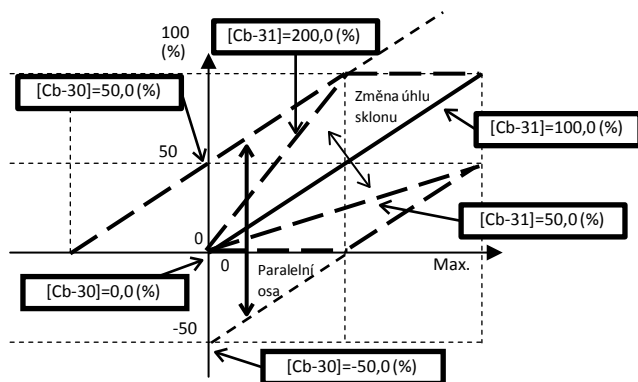 100
(%)
[Cb-31]=200,0 (%)
[Cb-30]=50,0 (%)
Změna úhlu
sklonu
[Cb-31]=100,0 (%)
50
[Cb-31]=50,0 (%)
0
0
Max.
Paralelní
osa
[Cb-30]=0,0 (%)
-50
[Cb-30]=-50,0 (%)